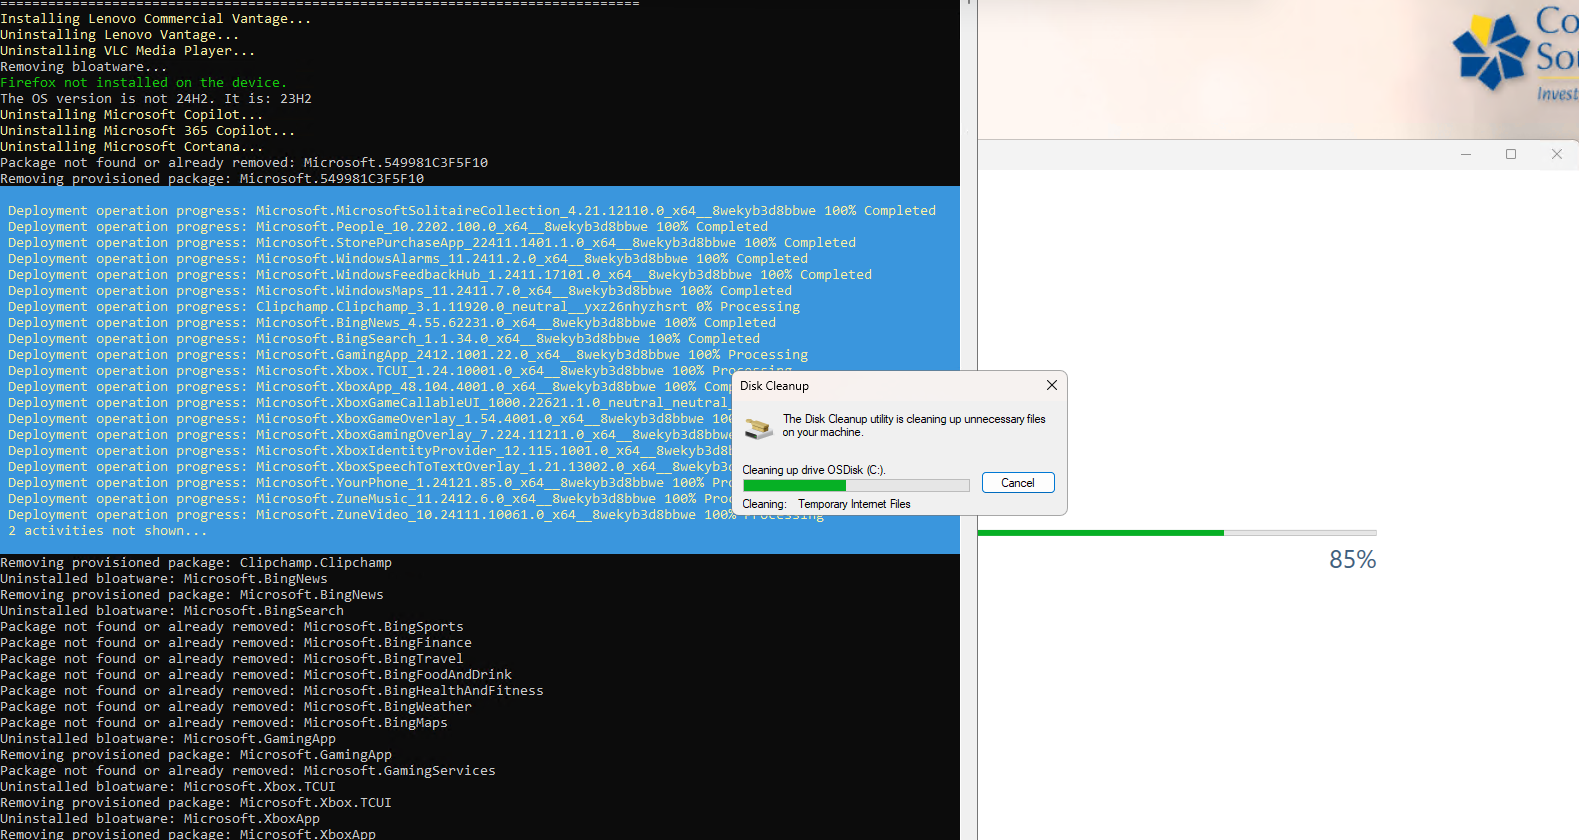 ================================================================================
Installing Lenovo Commercial Vantage...
Uninstalling Lenovo Vantage...
Uninstalling VLC Media Player...
Removing bloatware...
Firefox not installed on the device.
The OS version is not 24H2. It is: 23H2
Uninstalling Microsoft Copilot...
Uninstalling Microsoft 365 Copilot...
Uninstalling Microsoft Cortana...
Package not found or already removed: Microsoft.549981C3F5F10
Removing provisioned package: Microsoft.549981C3F5F10
Deployment operation progress: Microsoft.MicrosoftSolitaireCollection_4.21.12110.0_x64__8wekyb3d8bbwe 100% Completed
Deployment operation progress: Microsoft.People_10.2202.100.0_x64__8wekyb3d8bbwe 100% Completed
Deployment operation progress: Microsoft.StorePurchaseApp_22411.1401.1.0_x64__8wekyb3d8bbwe 100% Completed
Deployment operation progress: Microsoft.WindowsAlarms_11.2411.2.0_x64__8wekyb3d8bbwe 100% Completed
Deployment operation progress: Microsoft.WindowsFeedbackHub_1.2411.17101.0_x64__8wekyb3d8bbwe 100% Completed
Deployment operation progress: Microsoft.WindowsMaps_11.2411.7.0_x64__8wekyb3d8bbwe 100% Completed
Deployment operation progress: Clipchamp.Clipchamp_3.1.11920.0_neutral__yxz26nhyzhsrt 0% Processing
Deployment operation progress: Microsoft.BingNews_4.55.62231.0_x64__8wekyb3d8bbwe 100% Completed
Deployment operation progress: Microsoft.BingSearch_1.1.34.0_x64__8wekyb3d8bbwe 100% Completed
Deployment operation progress: Microsoft.GamingApp_2412.1001.22.0_x64__8wekyb3d8bbwe 100% Processing
Deployment operation progress: Microsoft.Xbox.TCUI_1.24.10001.0_x64__8wekyb3d8bbwe 100% Processing
Deployment operation progress: Microsoft.XboxApp_48.104.4001.0_x64__8wekyb3d8bbwe 100% Com
Deployment operation progress: Microsoft.XboxGameCallableUI_1000.22621.1.0_neutral_neutral_
Deployment operation progress: Microsoft.XboxGameOverlay_1.54.4001.0_x64__8wekyb3d8bbwe 100
Deployment operation progress: Microsoft.XboxGamingOverlay_7.224.11211.0_x64__8wekyb3d8bbwe
Deployment operation progress: Microsoft.XboxIdentityProvider_12.115.1001.0_x64__8wekyb3d8bbwe
Deployment operation progress: Microsoft.XboxSpeechToTextOverlay_1.21.13002.0_x64__8wekyb3d
Deployment operation progress: Microsoft.YourPhone_1.24121.85.0_x64__8wekyb3d8bbwe 100% Pr
Deployment operation progress: Microsoft.ZuneMusic_11.2412.6.0_x64__8wekyb3d8bbwe 100% Pro
Deployment operation progress: Microsoft.ZuneVideo_10.24111.10061.0_x64__8wekyb3d8bbwe 100% Processing
2 activities not shown...
Removing provisioned package: Clipchamp.Clipchamp
Uninstalled bloatware: Microsoft.BingNews
Removing provisioned package: Microsoft.BingNews
Uninstalled bloatware: Microsoft.BingSearch
Package not found or already removed: Microsoft.BingSports
Package not found or already removed: Microsoft.BingFinance
Package not found or already removed: Microsoft.BingTravel
Package not found or already removed: Microsoft.BingFoodAndDrink
Package not found or already removed: Microsoft.BingHealthAndFitness
Package not found or already removed: Microsoft.BingWeather
Package not found or already removed: Microsoft.BingMaps
Uninstalled bloatware: Microsoft.GamingApp
Removing provisioned package: Microsoft.GamingApp
Package not found or already removed: Microsoft.GamingServices
Uninstalled bloatware: Microsoft.Xbox.TCUI
Removing provisioned package: Microsoft.Xbox.TCUI
Uninstalled bloatware: Microsoft.XboxApp
Removing provisioned package: Microsoft.XboxApp
Disk Cleanup
The Disk Cleanup utility is cleaning up unnecessary files
on your machine.
Cleaning up drive OSDisk (C:).
Cancel
Cleaning: Temporary Internet Files
Co
Sou
Invest
85%